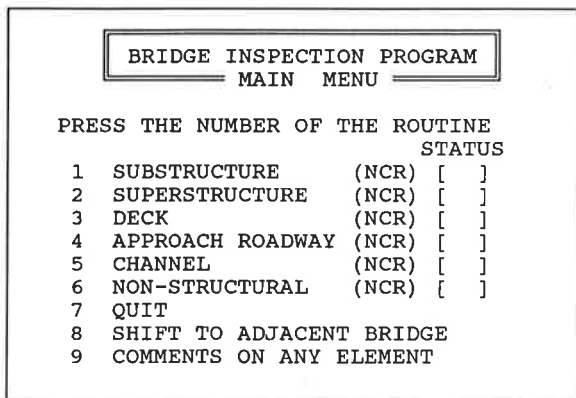 BRIDGE INSPECTION PROGRAM
MAIN MENU
PRESS THE NUMBER OF THE ROUTINE
STATUS
1 SUBSTRUCTURE (NCR) [ ]
2 SUPERSTRUCTURE (NCR) [ ]
3 DECK (NCR) [ ]
4 APPROACH ROADWAY (NCR) [ ]
5 CHANNEL (NCR) [ ]
6 NON-STRUCTURAL (NCR) [ ]
7 QUIT
8 SHIFT TO ADJACENT BRIDGE
9 COMMENTS ON ANY ELEMENT